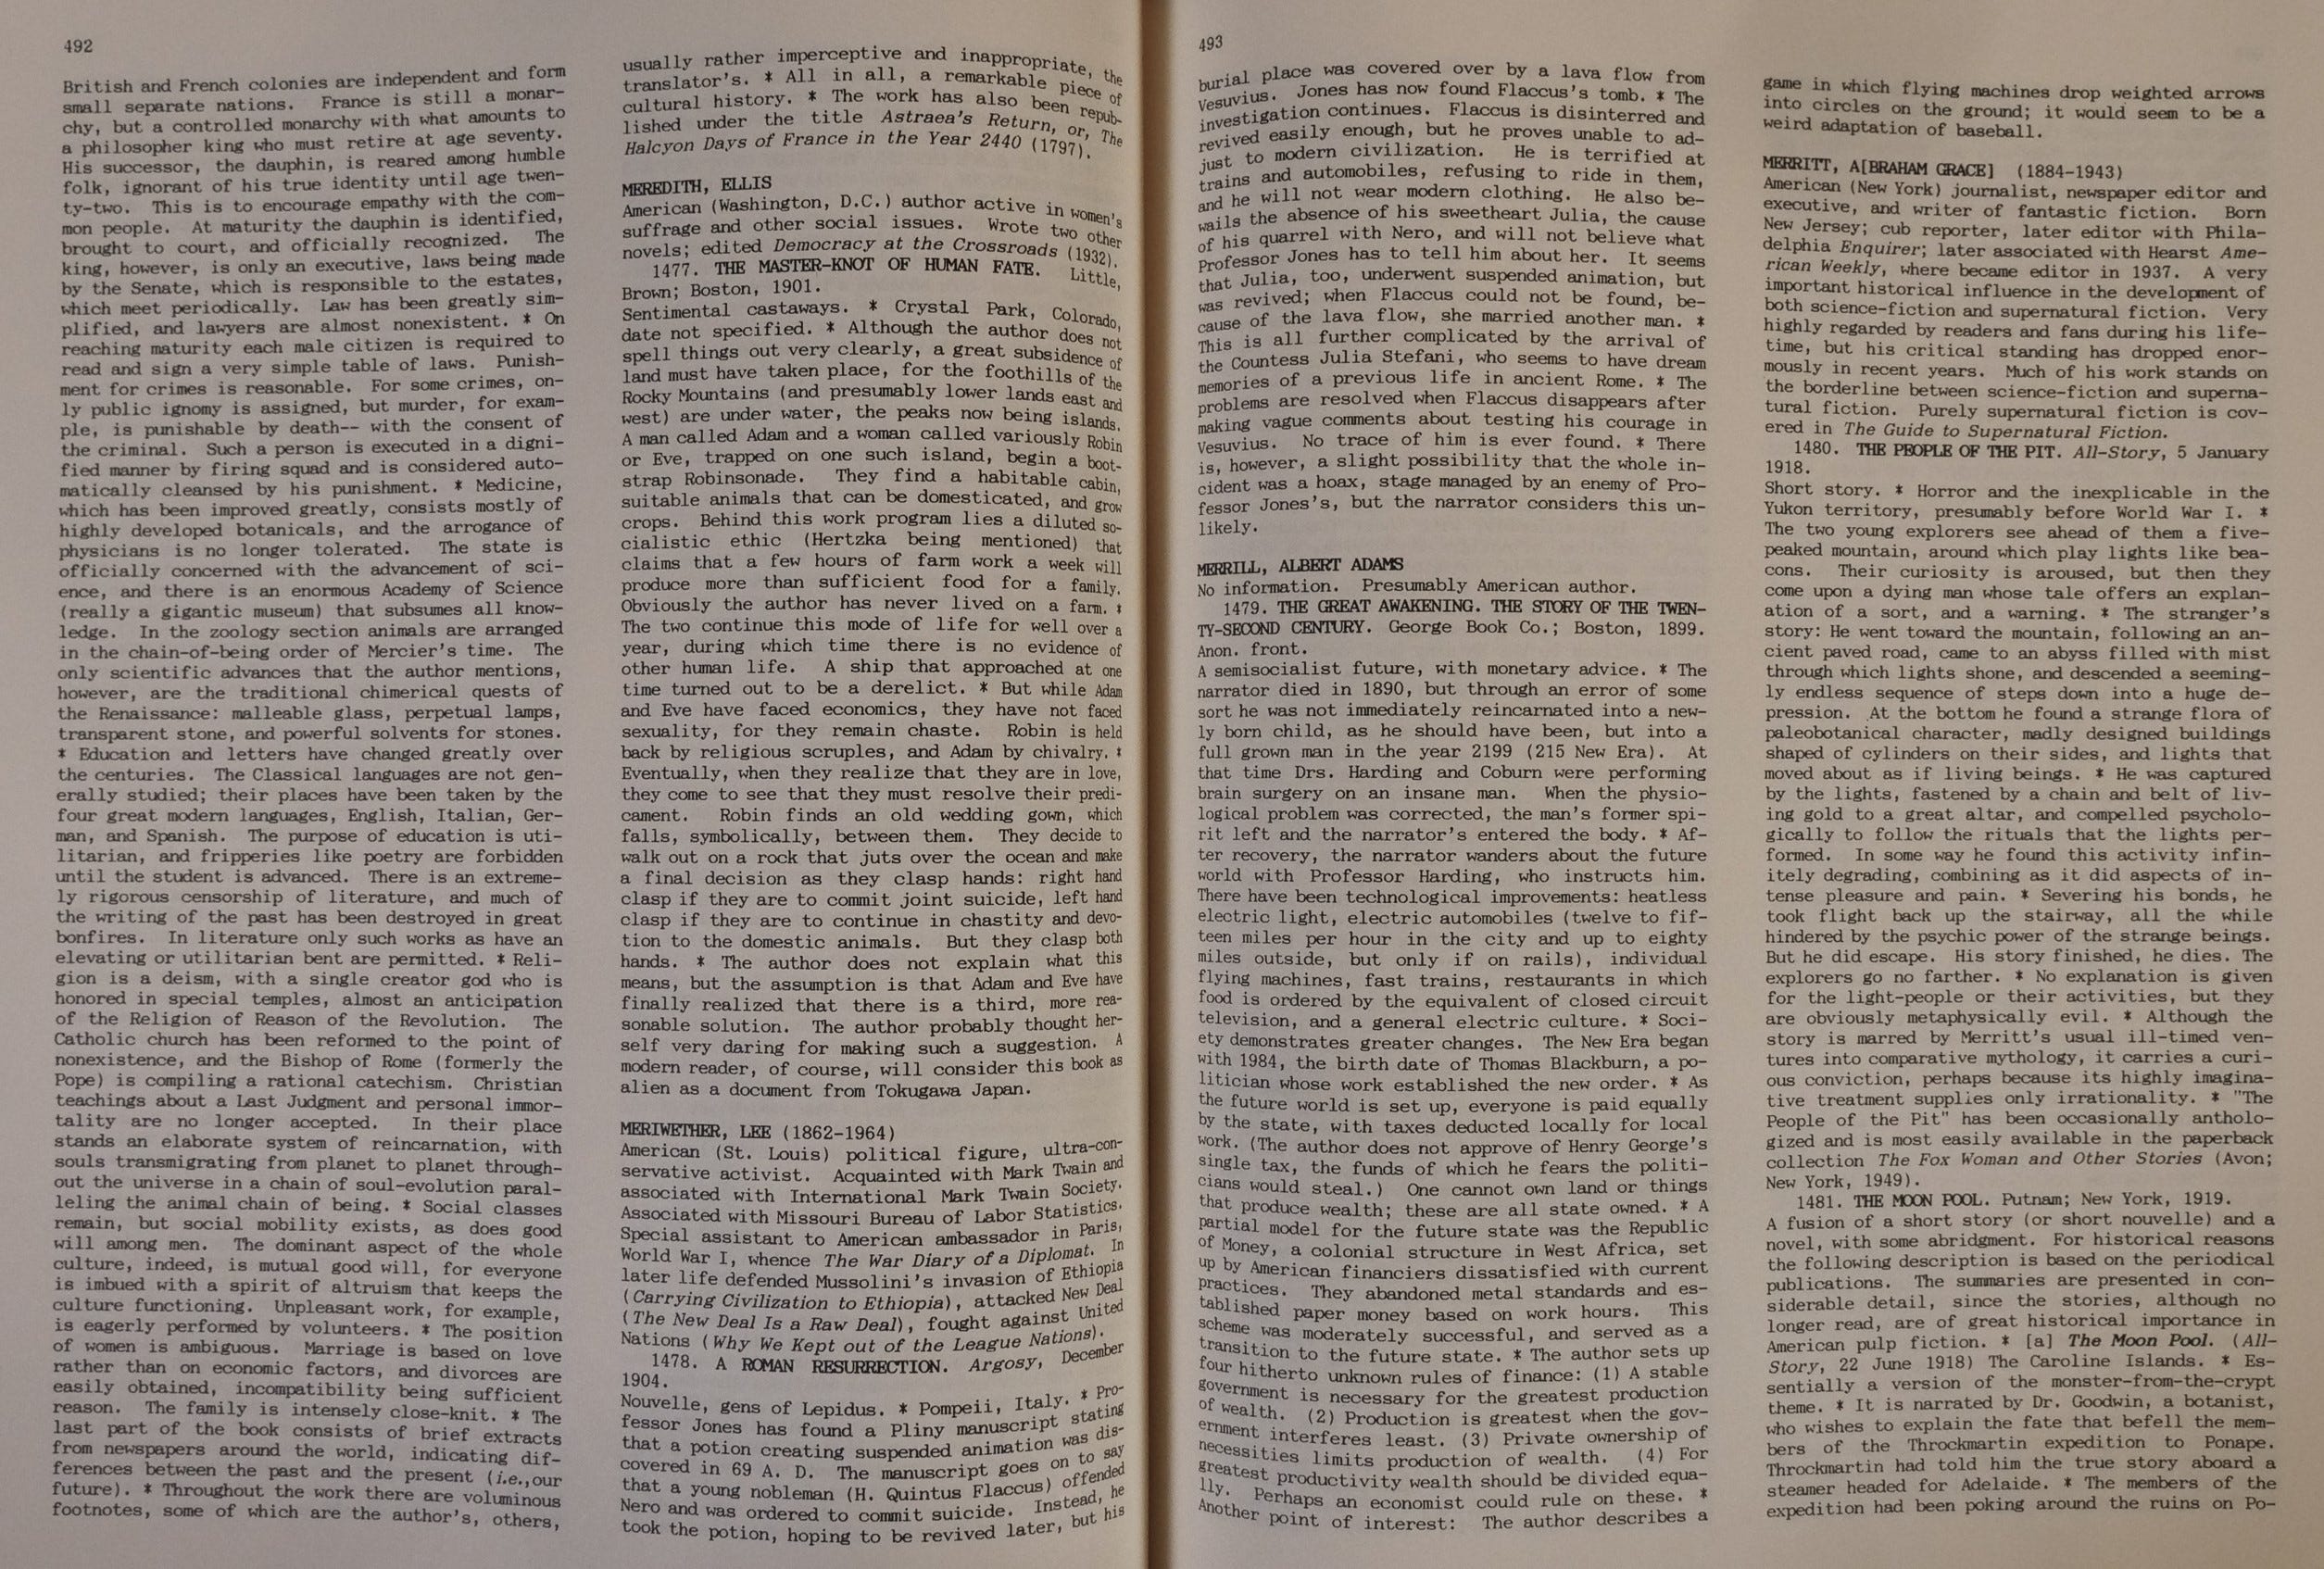 492
British and French colonies are independent and form
small separate nations. France is still a monar-
chy, but a controlled monarchy with what amounts to
a philosopher king who must retire at age seventy.
His successor, the dauphin, is reared among humble
folk, ignorant of his true identity until age twen-
ty-two. This is to encourage empathy with the com-
mon people. At maturity the dauphin is identified,
brought to court, and officially recognized. The
king, however, is only an executive, laws being made
by the Senate, which is responsible to the estates,
which meet periodically. Law has been greatly sim-
plified, and lawyers are almost nonexistent. * On
reaching maturity each male citizen is required to
read and sign a very simple table of laws. Punish-
ment for crimes is reasonable. For some crimes, on-
ly public ignomy is assigned, but murder, for exam-
ple, is punishable by death-- with the consent of
the criminal. Such a person is executed in a digni-
fied manner by firing squad and is considered auto-
matically cleansed by his punishment. * Medicine,
which has been improved greatly, consists mostly of
highly developed botanicals, and the arrogance of
physicians is no longer tolerated. The state is
officially concerned with the advancement of sci-
ence, and there is an enormous Academy of Science
(really a gigantic museum) that subsumes all know-
ledge. In the zoology section animals are arranged
in the chain-of-being order of Mercier's time. The
only scientific advances that the author mentions,
however, are the traditional chimerical quests of
the Renaissance: malleable glass, perpetual lamps,
transparent stone, and powerful solvents for stones.
* Education and letters have changed greatly over
the centuries. The Classical languages are not gen-
erally studied; their places have been taken by the
four great modern languages, English, Italian, Ger-
man, and Spanish. The purpose of education is uti-
litarian, and fripperies like poetry are forbidden
until the student is advanced. There is an extreme-
ly rigorous censorship of literature, and much of
the writing of the past has been destroyed in great
bonfires. In literature only such works as have an
elevating or utilitarian bent are permitted. * Reli-
gion is a deism, with a single creator god who is
honored in special temples, almost an anticipation
of the Religion of Reason of the Revolution. The
Catholic church has been reformed to the point of
nonexistence, and the Bishop of Rome (formerly the
Pope) is compiling a rational catechism. Christian
teachings about a Last Judgment and personal immor-
tality are no longer accepted. In their place
stands an elaborate system of reincarnation, with
souls transmigrating from planet to planet through-
out the universe in a chain of soul-evolution paral-
leling the animal chain of being. * Social classes
remain, but social mobility exists, as does good
will among men. The dominant aspect of the whole
culture, indeed, is mutual good will, for everyone
is imbued with a spirit of altruism that keeps the
culture functioning. Unpleasant work, for example,
is eagerly performed by volunteers. * The position
of women is ambiguous. Marriage is based on love
rather than on economic factors, and divorces are
easily obtained, incompatibility being sufficient
reason. The family is intensely close-knit. * The
last part of the book consists of brief extracts
from newspapers around the world, indicating dif-
ferences between the past and the present (i.e.,our
future). * Throughout the work there are voluminous
footnotes, some of which are the author's, others,
usually rather imperceptive and inappropriate, the
translator's. * All in all, a remarkable piece of
cultural history. * The work has also been repub-
lished under the title Astraea's Return, or, The
Halcyon Days of France in the Year 2440 (1797).
MEREDITH, ELLIS
American (Washington, D.C.) author active in women's
suffrage and other social issues. Wrote two other
novels; edited Democracy at the Crossroads (1932).
1477. THE MASTER-KNOT OF HUMAN FATE. Little,
Brown; Boston, 1901.
Sentimental castaways. * Crystal Park, Colorado,
date not specified. * Although the author does not
spell things out very clearly, a great subsidence of
land must have taken place, for the foothills of the
Rocky Mountains (and presumably lower lands east and
west) are under water, the peaks now being islands.
A man called Adam and a woman called variously Robin
or Eve, trapped on one such island, begin a boot-
strap Robinsonade. They find a habitable cabin,
suitable animals that can be domesticated, and grow
crops. Behind this work program lies a diluted so-
cialistic ethic (Hertzka being mentioned) that
claims that a few hours of farm work a week will
produce more than sufficient food for a family.
Obviously the author has never lived on a farm. *
The two continue this mode of life for well over a
year, during which time there is no evidence of
other human life. A ship that approached at one
time turned out to be a derelict. * But while Adam
and Eve have faced economics, they have not faced
sexuality, for they remain chaste. Robin is held
back by religious scruples, and Adam by chivalry. *
Eventually, when they realize that they are in love,
they come to see that they must resolve their predi-
cament. Robin finds an old wedding gown, which
falls, symbolically, between them. They decide to
walk out on a rock that juts over the ocean and make
a final decision as they clasp hands: right hand
clasp if they are to commit joint suicide, left hand
clasp if they are to continue in chastity and devo-
tion to the domestic animals. But they clasp both
hands. * The author does not explain what this
means, but the assumption is that Adam and Eve have
finally realized that there is a third, more rea-
sonable solution. The author probably thought her-
self very daring for making such a suggestion. A
modern reader, of course, will consider this book as
alien as a document from Tokugawa Japan.
MERIWETHER, LEE (1862-1964)
American (St. Louis) political figure, ultra-con-
servative activist. Acquainted with Mark Twain and
associated with International Mark Twain Society.
Associated with Missouri Bureau of Labor Statistics.
Special assistant to American ambassador in Paris,
World War I, whence The War Diary of a Diplomat. In
later life defended Mussolini's invasion of Ethiopia
(Carrying Civilization to Ethiopia), attacked New Deal
(The New Deal Is a Raw Deal), fought against United
Nations (Why We Kept out of the League Nations).
1478. A ROMAN RESURRECTION. Argosy, December
1904.
Nouvelle, gens of Lepidus. * Pompeii, Italy. * Pro-
fessor Jones has found a Pliny manuscript stating
that a potion creating suspended animation was dis-
covered in 69 A. D. The manuscript goes on to say
that a young nobleman (H. Quintus Flaccus) offended
Nero and was ordered to commit suicide. Instead, he
took the potion, hoping to be revived later, but his
493
burial place was covered over by a lava flow from
Vesuvius. Jones has now found Flaccus's tomb. * The
investigation continues. Flaccus is disinterred and
revived easily enough, but he proves unable to ad-
just to modern civilization. He is terrified at
trains and automobiles, refusing to ride in them,
and he will not wear modern clothing. He also be-
wails the absence of his sweetheart Julia, the cause
of his quarrel with Nero, and will not believe what
Professor Jones has to tell him about her. It seems
that Julia, too, underwent suspended animation, but
was revived; when Flaccus could not be found, be-
cause of the lava flow, she married another man. *
This is all further complicated by the arrival of
the Countess Julia Stefani, who seems to have dream
memories of a previous life in ancient Rome. * The
problems are resolved when Flaccus disappears after
making vague comments about testing his courage in
Vesuvius. No trace of him is ever found. * There
is, however, a slight possibility that the whole in-
cident was a hoax, stage managed by an enemy of Pro-
fessor Jones's, but the narrator considers this un-
likely.
MERRILL, ALBERT ADAMS
No information. Presumably American author.
1479. THE GREAT AWAKENING. THE STORY OF THE TWEN-
TY-SECOND CENTURY. George Book Co.; Boston, 1899.
Anon. front.
A semisocialist future, with monetary advice. * The
narrator died in 1890, but through an error of some
sort he was not immediately reincarnated into a new-
ly born child, as he should have been, but into a
full grown man in the year 2199 (215 New Era). At
that time Drs. Harding and Coburn were performing
brain surgery on an insane man. When the physio-
logical problem was corrected, the man's former spi-
rit left and the narrator's entered the body. * Af-
ter recovery, the narrator wanders about the future
world with Professor Harding, who instructs him.
There have been technological improvements: heatless
electric light, electric automobiles (twelve to fif-
teen miles per hour in the city and up to eighty
miles outside, but only if on rails), individual
flying machines, fast trains, restaurants in which
food is ordered by the equivalent of closed circuit
television, and a general electric culture. * Soci-
ety demonstrates greater changes. The New Era began
with 1984, the birth date of Thomas Blackburn, a po-
litician whose work established the new order. * As
the future world is set up, everyone is paid equally
by the state, with taxes deducted locally for local
work. (The author does not approve of Henry George's
single tax, the funds of which he fears the politi-
cians would steal.) One cannot own land or things
that produce wealth; these are all state owned. * A
partial model for the future state was the Republic
of Money, a colonial structure in West Africa, set
up by American financiers dissatisfied with current
practices. They abandoned metal standards and es-
tablished paper money based on work hours. This
scheme was moderately successful, and served as a
transition to the future state. * The author sets up
four hitherto unknown rules of finance: (1) A stable
government is necessary for the greatest production
of wealth. (2) Production is greatest when the gov-
ernment interferes least. (3) Private ownership of
necessities limits production of wealth. (4) For
greatest productivity wealth should be divided equa-
lly. Perhaps an economist could rule on these. *
Another point of interest: The author describes a
game in which flying machines drop weighted arrows
into circles on the ground; it would seem to be a
weird adaptation of baseball.
MERRITT, A[BRAHAM GRACE] (1884-1943)
American (New York) journalist, newspaper editor and
executive, and writer of fantastic fiction. Born
New Jersey; cub reporter, later editor with Phila-
delphia Enquirer; later associated with Hearst Ame-
rican Weekly, where became editor in 1937. A very
important historical influence in the development of
both science-fiction and supernatural fiction. Very
highly regarded by readers and fans during his life-
time, but his critical standing has dropped enor-
mously in recent years. Much of his work stands on
the borderline between science-fiction and superna-
tural fiction. Purely supernatural fiction is cov-
ered in The Guide to Supernatural Fiction.
1480. THE PEOPLE OF THE PIT. All-Story, 5 January
1918.
Short story. * Horror and the inexplicable in the
Yukon territory, presumably before World War I. *
The two young explorers see ahead of them a five-
peaked mountain, around which play lights like bea-
cons. Their curiosity is aroused, but then they
come upon a dying man whose tale offers an explan-
ation of a sort, and a warning. * The stranger's
story: He went toward the mountain, following an an-
cient paved road, came to an abyss filled with mist
through which lights shone, and descended a seeming-
ly endless sequence of steps down into a huge de-
pression. At the bottom he found a strange flora of
paleobotanical character, madly designed buildings
shaped of cylinders on their sides, and lights that
moved about as if living beings. * He was captured
by the lights, fastened by a chain and belt of liv-
ing gold to a great altar, and compelled psycholo-
gically to follow the rituals that the lights per-
formed. In some way he found this activity infin-
itely degrading, combining as it did aspects of in-
tense pleasure and pain. * Severing his bonds, he
took flight back up the stairway, all the while
hindered by the psychic power of the strange beings.
But he did escape. His story finished, he dies. The
explorers go no farther. * No explanation is given
for the light-people or their activities, but they
are obviously metaphysically evil. * Although the
story is marred by Merritt's usual ill-timed ven-
tures into comparative mythology, it carries a curi-
ous conviction, perhaps because its highly imagina-
tive treatment supplies only irrationality. * "The
People of the Pit" has been occasionally antholo-
gized and is most easily available in the paperback
collection The Fox Woman and Other Stories (Avon;
New York, 1949).
1481. THE MOON POOL. Putnam; New York, 1919.
A fusion of a short story (or short nouvelle) and a
novel, with some abridgment. For historical reasons
the following description is based on the periodical
publications. The summaries are presented in con-
siderable detail, since the stories, although no
longer read, are of great historical importance in
American pulp fiction. * [a] The Moon Pool. (All-
Story, 22 June 1918) The Caroline Islands. * Es-
sentially a version of the monster-from-the-crypt
theme. * It is narrated by Dr. Goodwin, a botanist,
who wishes to explain the fate that befell the mem-
bers of the Throckmartin expedition to Ponape.
Throckmartin had told him the true story aboard a
steamer headed for Adelaide. * The members of the
expedition had been poking around the ruins on Po-